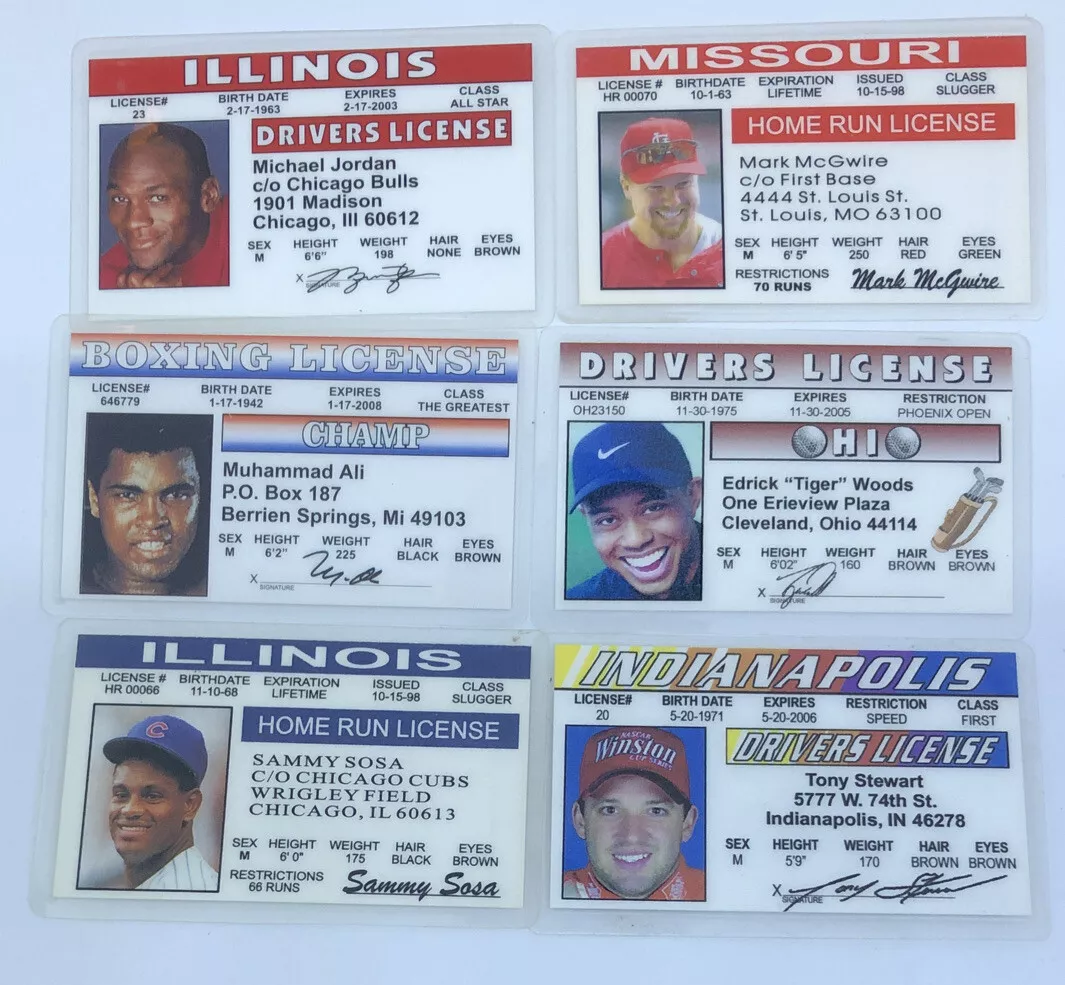 ILLINOIS
LICENSE# BIRTH DATE EXPIRES CLASS
23 2-17-1963 2-17-2003 ALL STAR
DRIVERS LICENSE
Michael Jordan
c/o Chicago Bulls
1901 Madison
Chicago, Ill 60612
SEX HEIGHT WEIGHT HAIR EYES
M 6'6" 198 NONE BROWN
X
SIGNATURE
MISSOURI
LICENSE # BIRTHDATE EXPIRATION ISSUED CLASS
HR 00070 10-1-63 LIFETIME 10-15-98 SLUGGER
HOME RUN LICENSE
Mark McGwire
c/o First Base
4444 St. Louis St.
St. Louis, MO 63100
SEX HEIGHT WEIGHT HAIR EYES
M 6' 5" 250 RED GREEN
RESTRICTIONS
70 RUNS
Mark McGwire
BOXING LICENSE
LICENSE# BIRTH DATE EXPIRES CLASS
646779 1-17-1942 1-17-2008 THE GREATEST
CHAMP
Muhammad Ali
P.O. Box 187
Berrien Springs, Mi 49103
SEX HEIGHT WEIGHT HAIR EYES
M 6'2" 225 BLACK BROWN
X
SIGNATURE
DRIVERS LICENSE
LICENSE# BIRTH DATE EXPIRES RESTRICTION
OH23150 11-30-1975 11-30-2005 PHOENIX OPEN
OHIO
Edrick “Tiger” Woods
One Erieview Plaza
Cleveland, Ohio 44114
SEX HEIGHT WEIGHT HAIR EYES
M 6'02" 160 BROWN BROWN
X
SIGNATURE
ILLINOIS
LICENSE # BIRTHDATE EXPIRATION ISSUED CLASS
HR 00066 11-10-68 LIFETIME 10-15-98 SLUGGER
HOME RUN LICENSE
C
SAMMY SOSA
C/O CHICAGO CUBS
WRIGLEY FIELD
CHICAGO, IL 60613
SEX HEIGHT WEIGHT HAIR EYES
M 6' 0" 175 BLACK BROWN
RESTRICTIONS
66 RUNS
Sammy Sosa
INDIANAPOLIS
LICENSE# BIRTH DATE EXPIRES RESTRICTION CLASS
20 5-20-1971 5-20-2006 SPEED FIRST
DRIVERS LICENSE
NASCAR
Winston
CUP SERIES
Tony Stewart
5777 W. 74th St.
Indianapolis, IN 46278
SEX HEIGHT WEIGHT HAIR EYES
M 5'9" 170 BROWN BROWN
X Tony Stewart
SIGNATURE